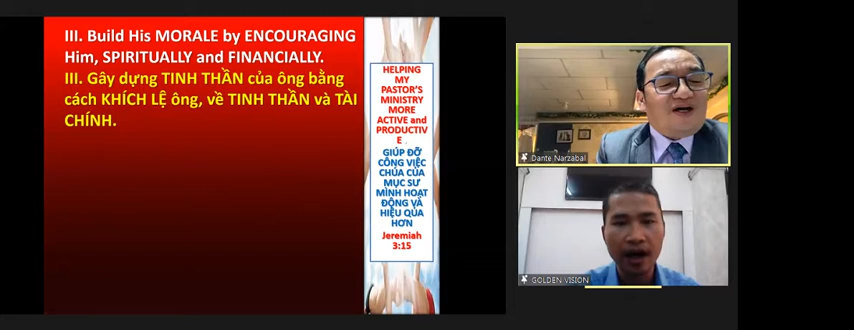 III. Build His MORALE by ENCOURAGING
Him, SPIRITUALLY and FINANCIALLY.
III. Gây dựng TINH THẦN của ông bằng
cách KHÍCH LỆ ông, về TINH THẦN và TÀI
CHÍNH.
HELPING
MY
PASTOR'S
MINISTRY
MORE
ACTIVE and
PRODUCTIV
E
GIÚP ĐỠ
CÔNG VIỆC
CHÚA CỦA
MỤC SƯ
MÌNH HOẠT
ĐỘNG VÀ
HIỆU QUẢ
HƠN
Jeremiah
3:15
Dante Narzabal
GOLDEN VISION